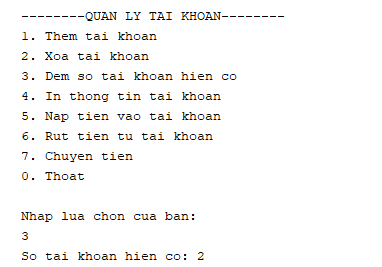 --------QUAN LY TAI KHOAN--------
1. Them tai khoan
2. Xoa tai khoan
3. Dem so tai khoan hien co
4. In thong tin tai khoan
5. Nap tien vao tai khoan
6. Rut tien tu tai khoan
7. Chuyen tien
0. Thoat
Nhap lua chon cua ban:
3
So tai khoan hien co: 2